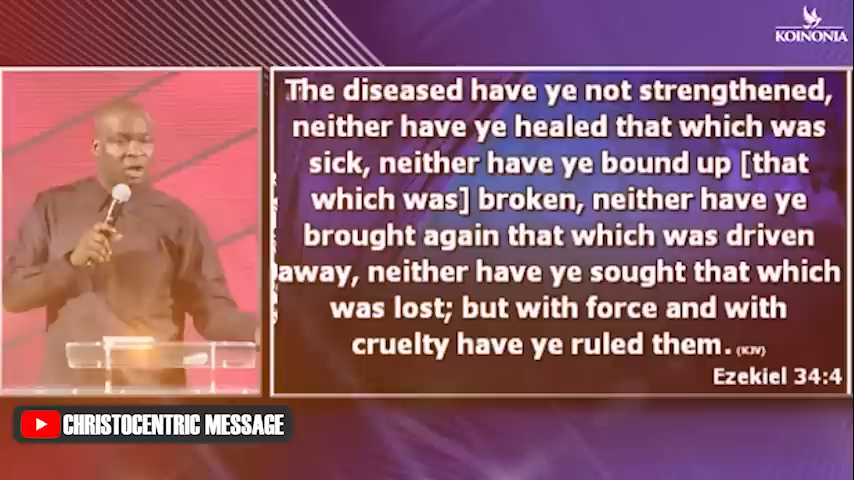 KOINONIA
The diseased have ye not strengthened,
neither have ye healed that which was
sick, neither have ye bound up [that
which was] broken, neither have ye
brought again that which was driven
away, neither have ye sought that which
was lost; but with force and with
cruelty have ye ruled them. (KJV)
Ezekiel 34:4
CHRISTOCENTRIC MESSAGE